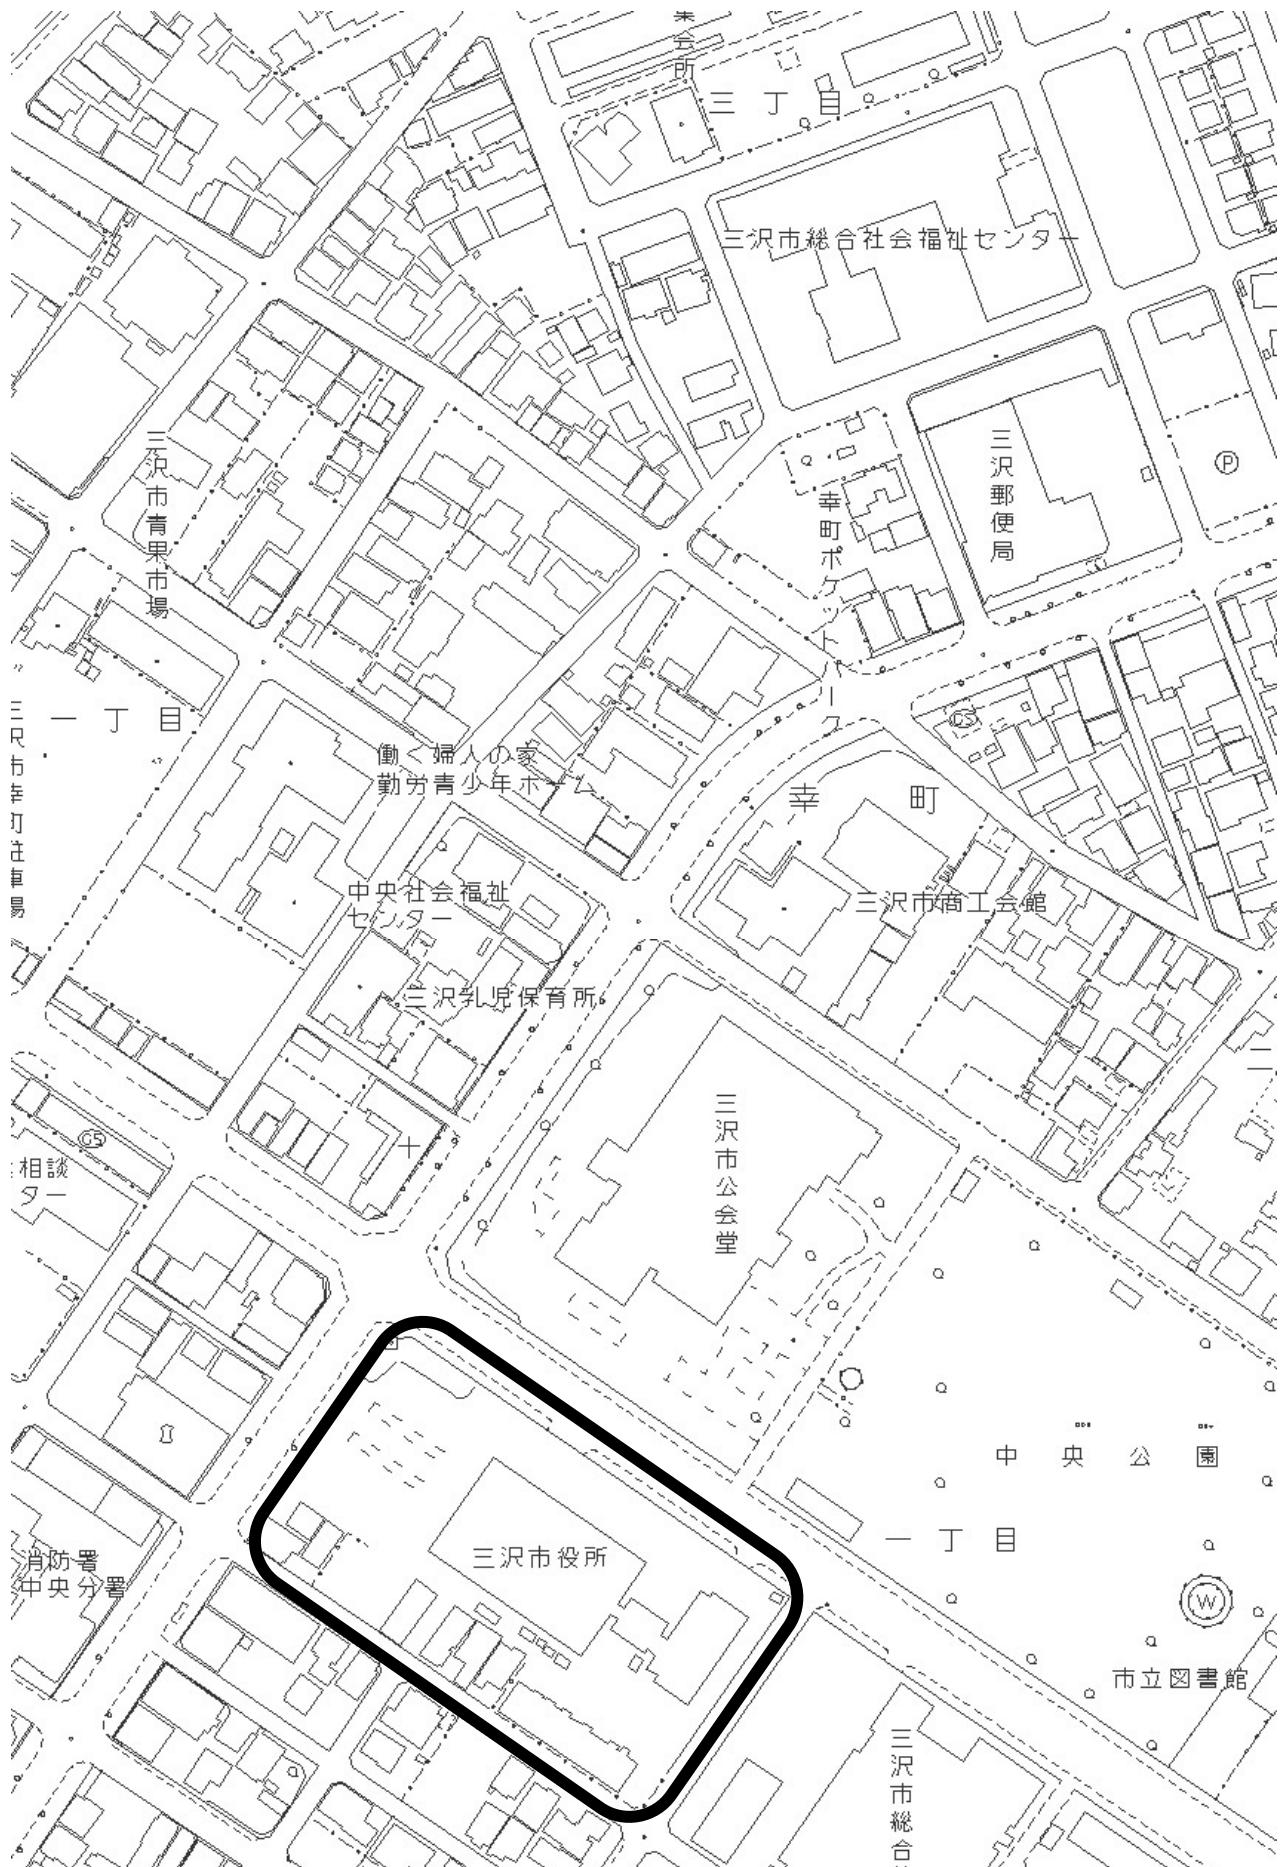 集会所
三丁目
三沢市総合社会福祉センター
三沢市青果市場
三沢郵便局
P
幸町ポケットパーク
一丁目
三沢市幸町駐車場
GS
働く婦人の家
勤労青少年ホーム
幸町
中央社会福祉
センター
三沢市商工会館
三沢乳児保育所
二
GS
相談
ター
三沢市公会堂
中央公園
一丁目
三沢市役所
消防署
中央分署
W
市立図書館
三沢市総合